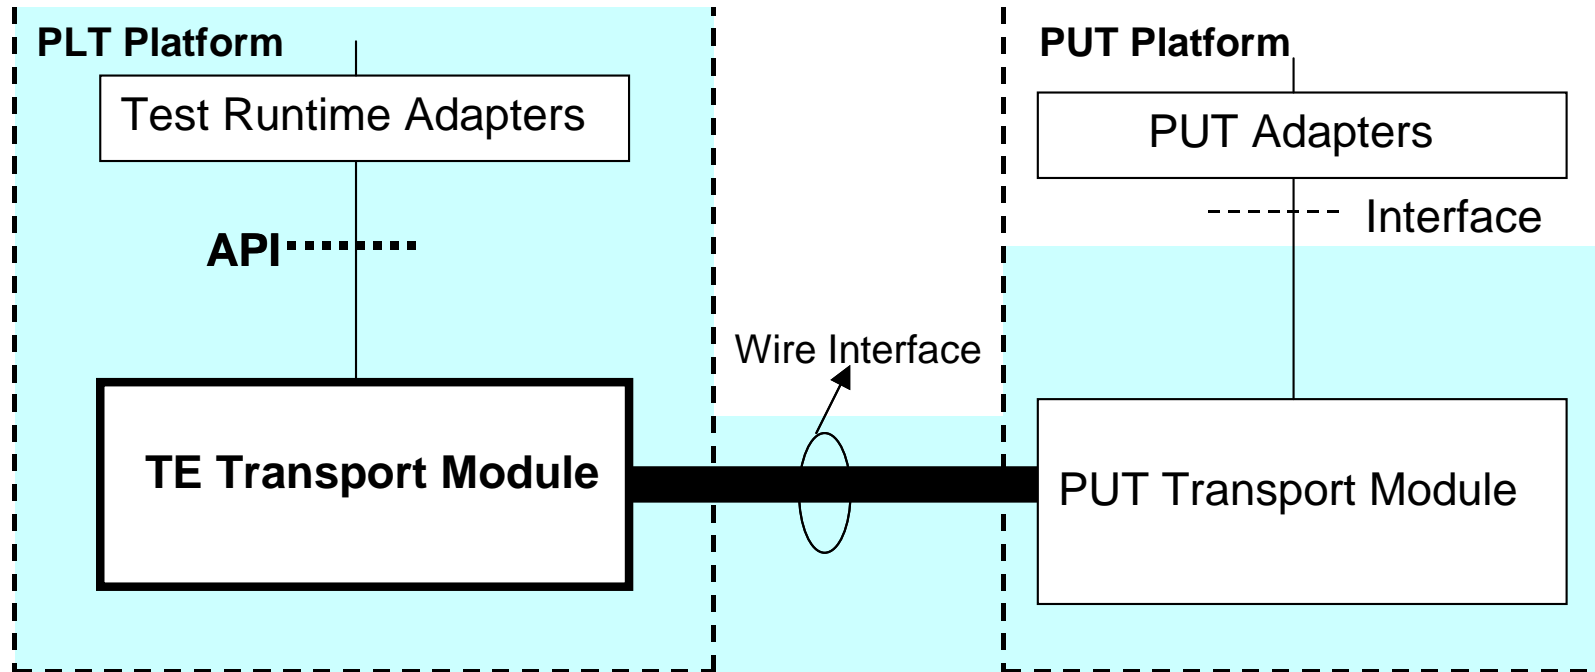 PLT Platform
Test Runtime Adapters
API
TE Transport Module
Wire Interface
PUT Platform
PUT Adapters
Interface
PUT Transport Module